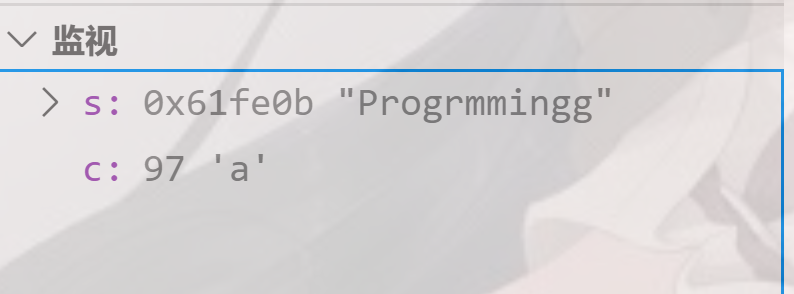 监视
s: 0x61fe0b "Progrmmingg"
c: 97 'a'